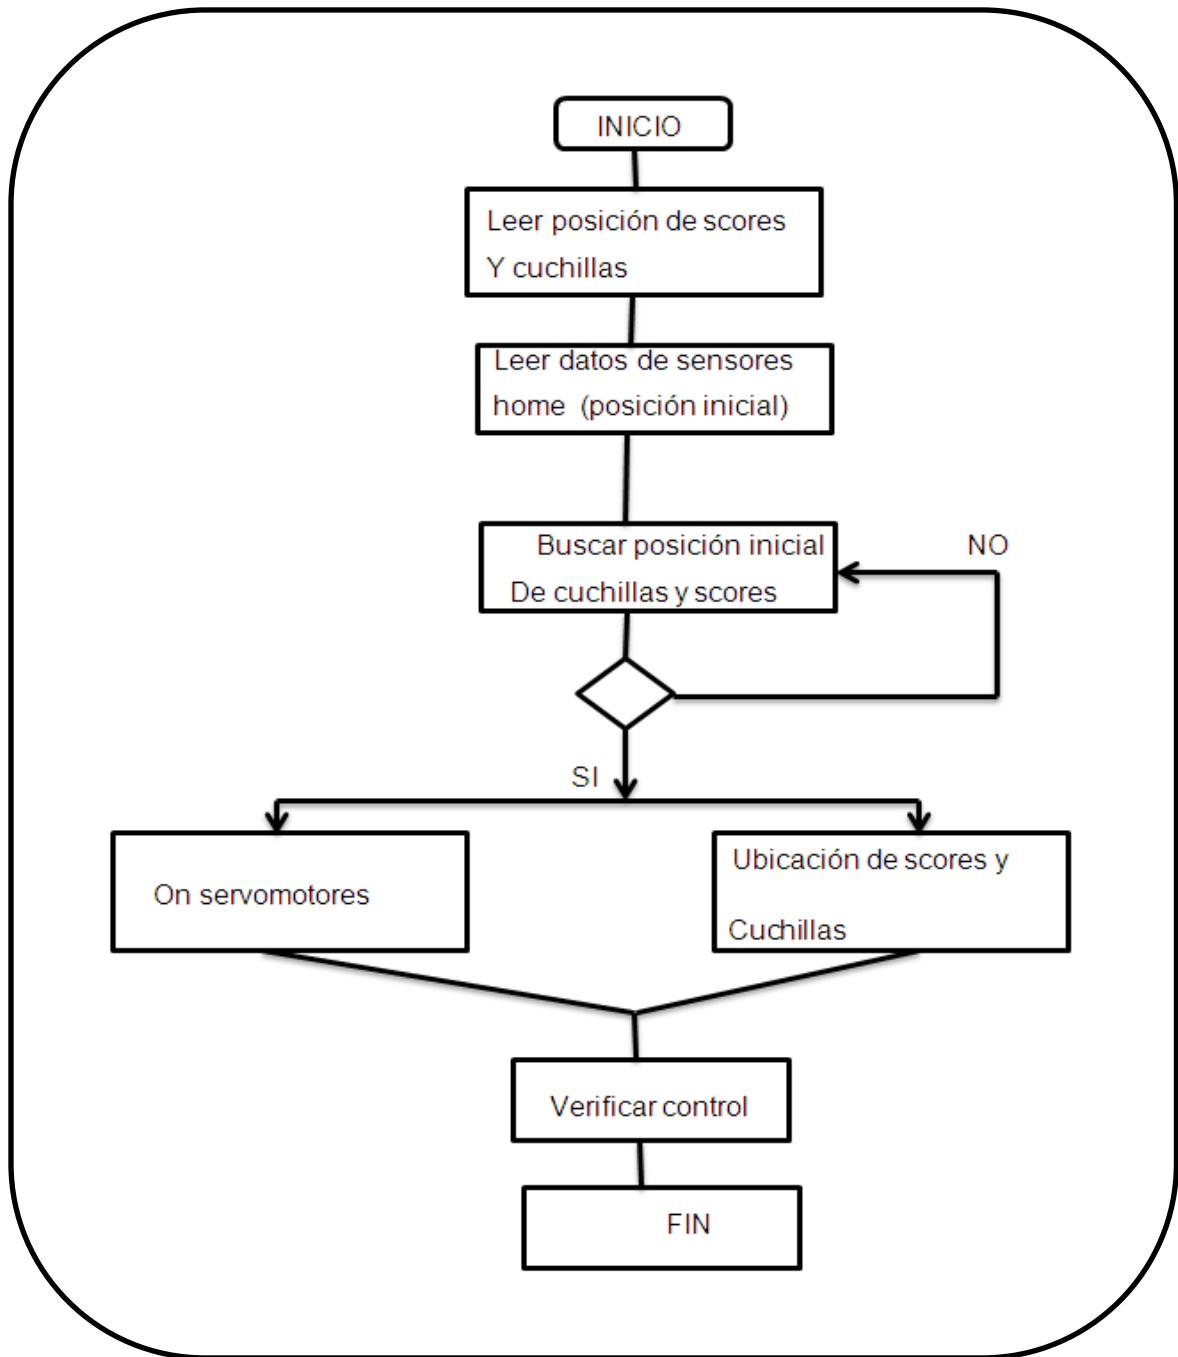 INICIO
Leer posición de scores
Y cuchillas
Leer datos de sensores
home (posición inicial)
Buscar posición inicial
De cuchillas y scores
NO
SI
On servomotores
Ubicación de scores y
Cuchillas
Verificar control
FIN